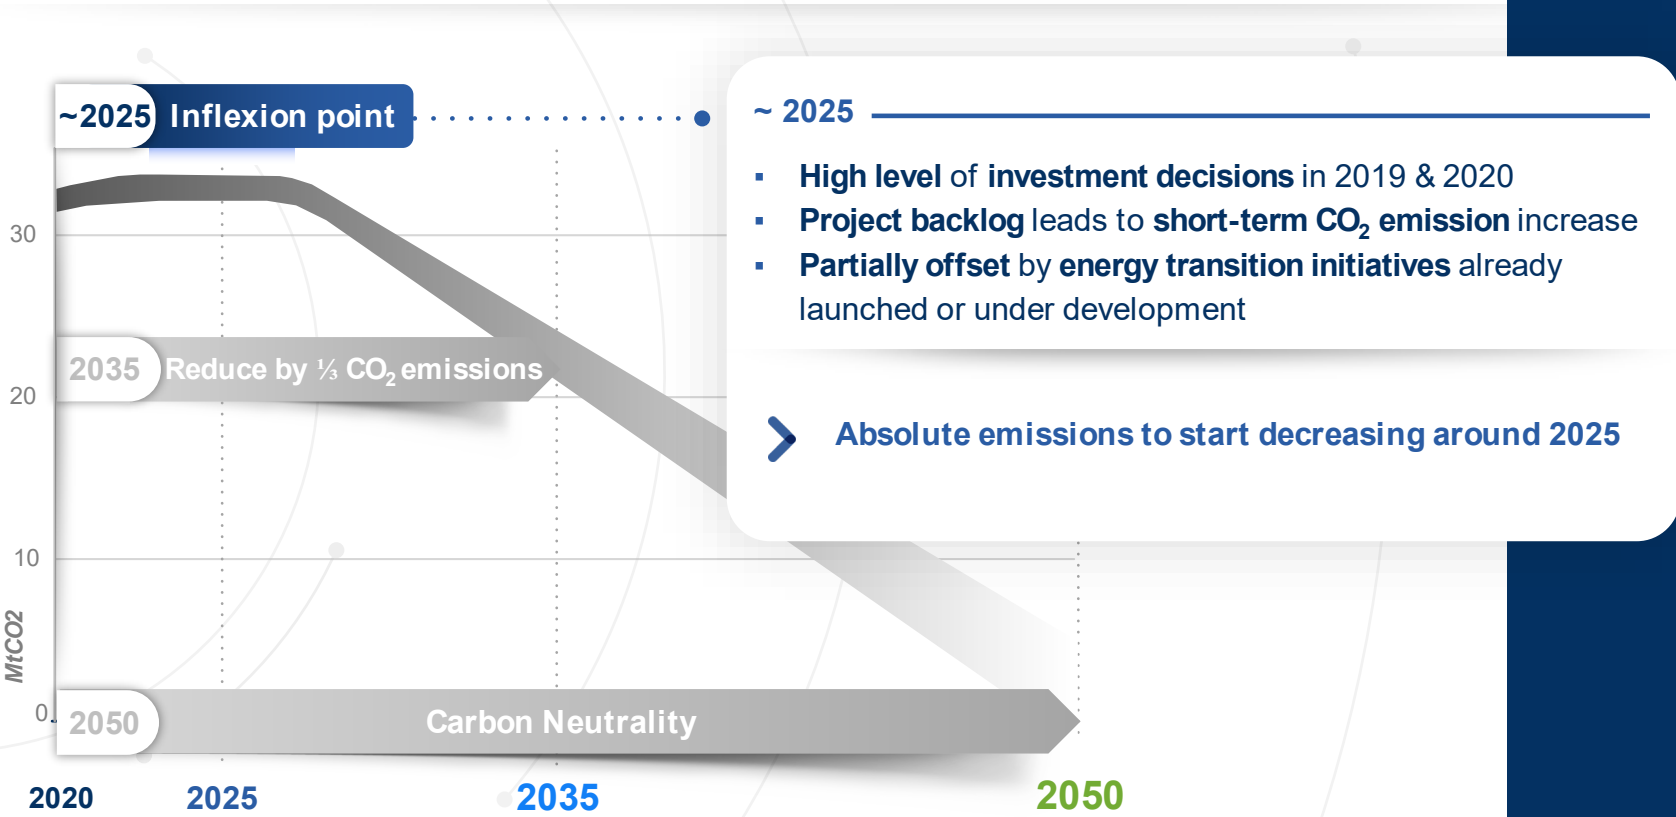 ~2025 Inflexion point
~ 2025
▪ High level of investment decisions in 2019 & 2020
▪ Project backlog leads to short-term CO₂ emission increase
▪ Partially offset by energy transition initiatives already
launched or under development
Absolute emissions to start decreasing around 2025
30
2035 Reduce by ⅓ CO₂ emissions
20
10
MtCO2
0
2050 Carbon Neutrality
2020 2025 2035 2050